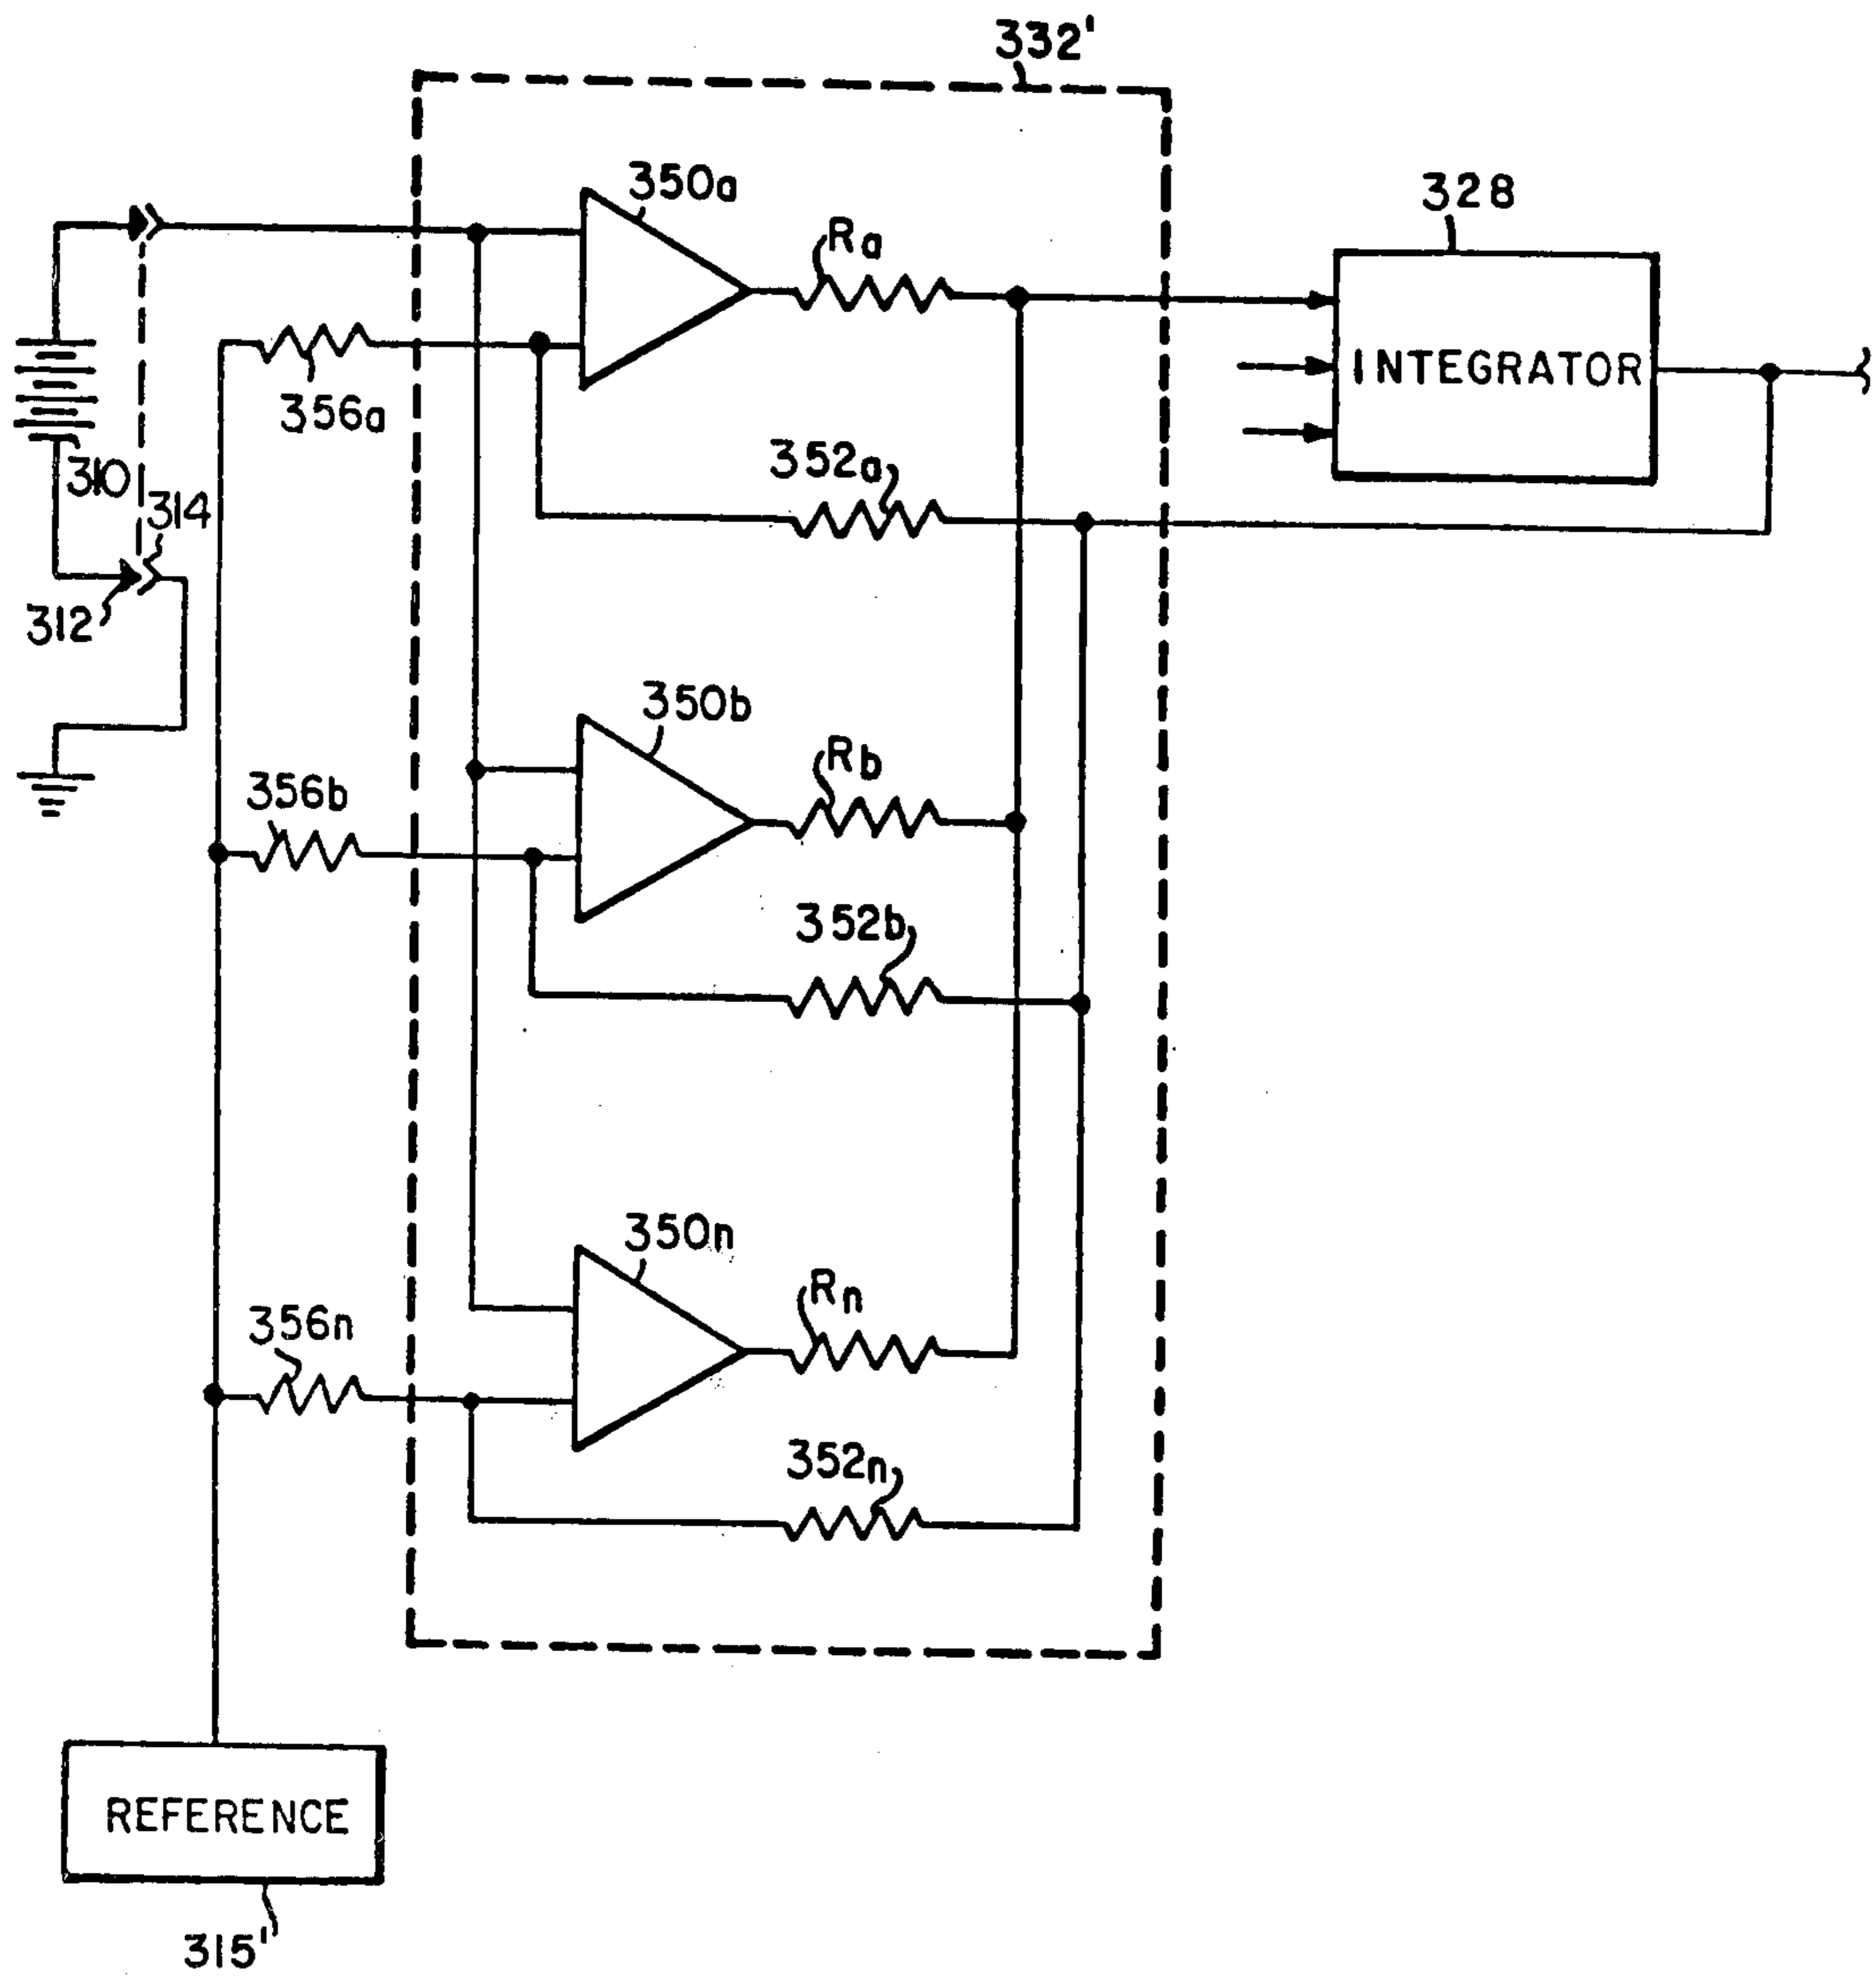 332'
350a
Ra
328
INTEGRATOR
356a
310
314
352a
312
350b
Rb
356b
352b
350n
Rn
356n
352n
REFERENCE
315'